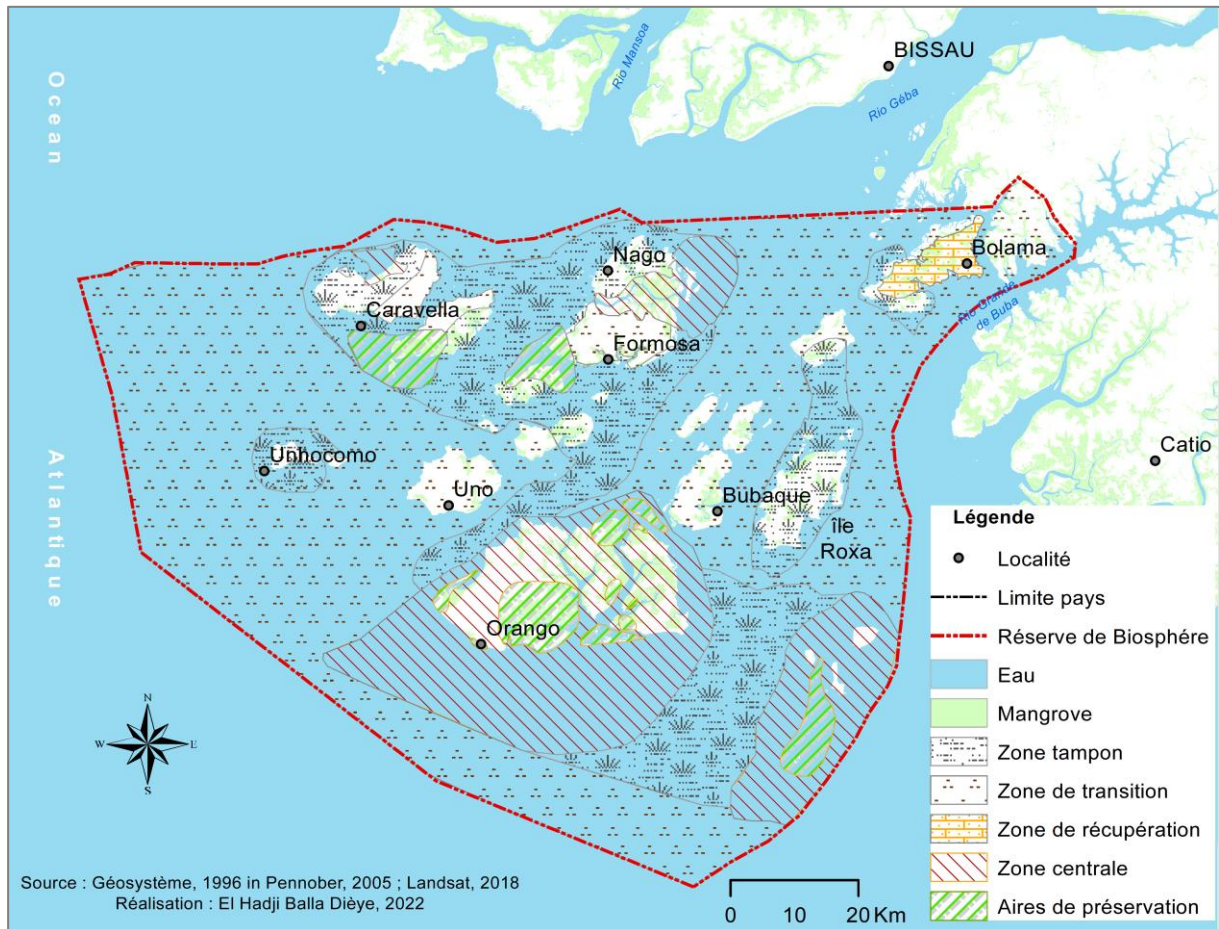 BISSAU
Rio Mansoa
Rio Géba
Ocean
Atlantique
Nago
Bolama
Caravella
Formosa
Rio Grande
de Buba
Unhocomo
Uno
Bubaque
Catio
île
Roxa
Orango
N
W
E
S
Légende
Localité
Limite pays
Réserve de Biosphére
Eau
Mangrove
Zone tampon
Zone de transition
Zone de récupération
Zone centrale
Aires de préservation
Source : Géosystème, 1996 in Pennober, 2005 ; Landsat, 2018
Réalisation : El Hadji Balla Dièye, 2022
0 10 20 Km